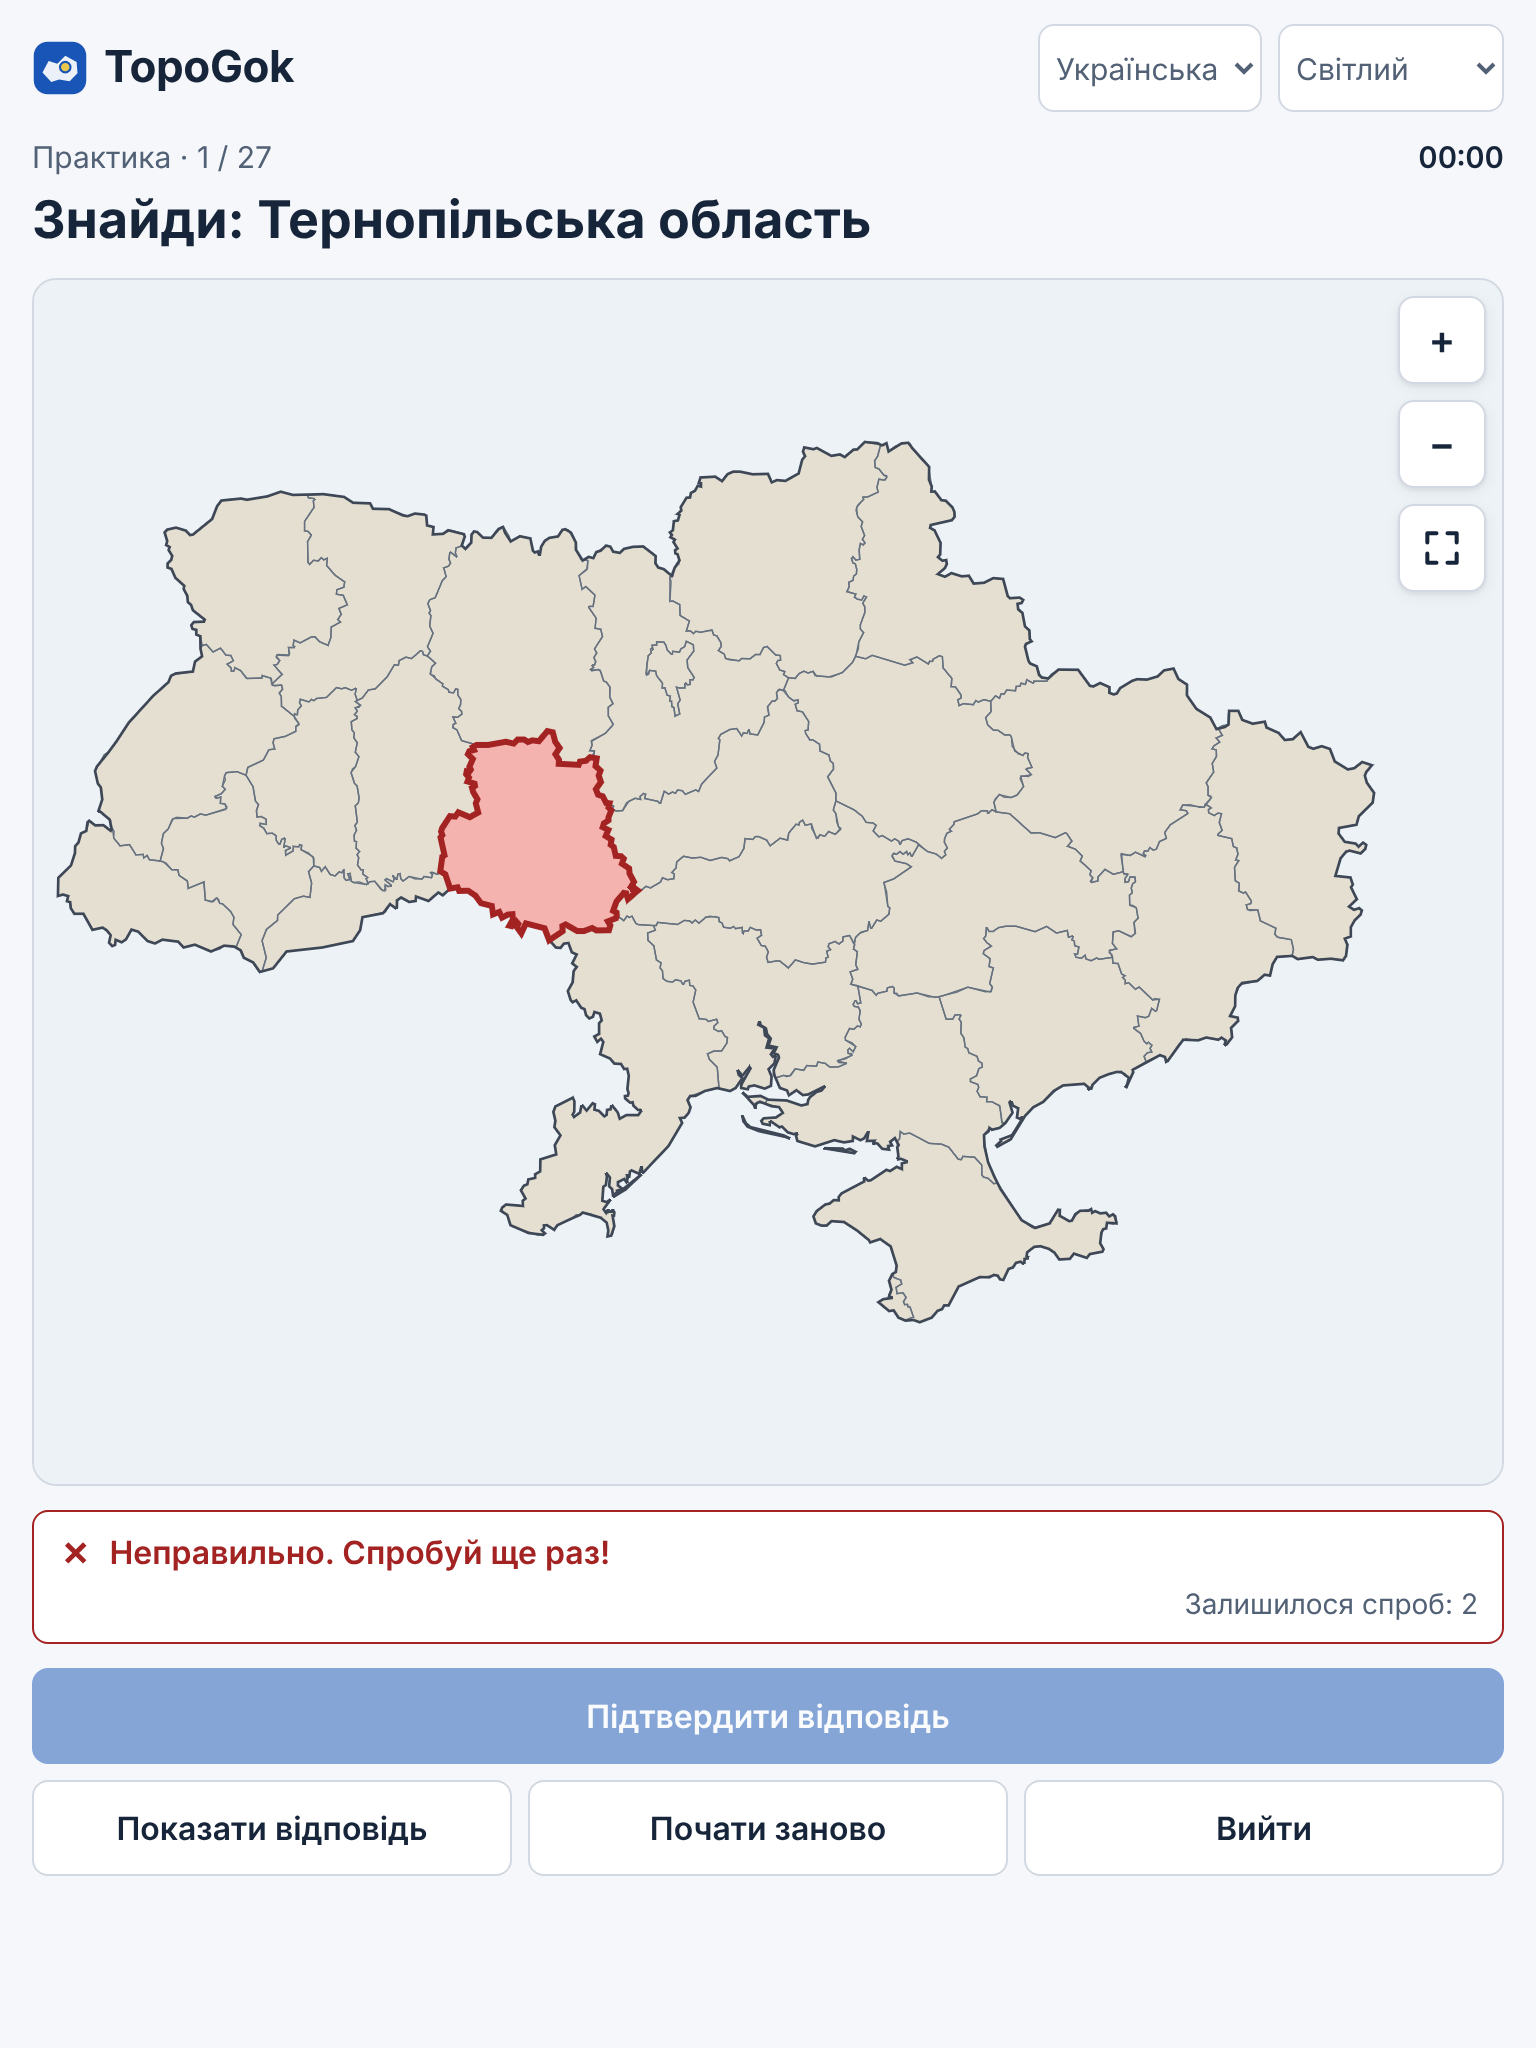 TopoGok
Українська
Світлий
Практика · 1 / 27
00:00
Знайди: Тернопільська область
+
−
× Неправильно. Спробуй ще раз!
Залишилося спроб: 2
Підтвердити відповідь
Показати відповідь
Почати заново
Вийти